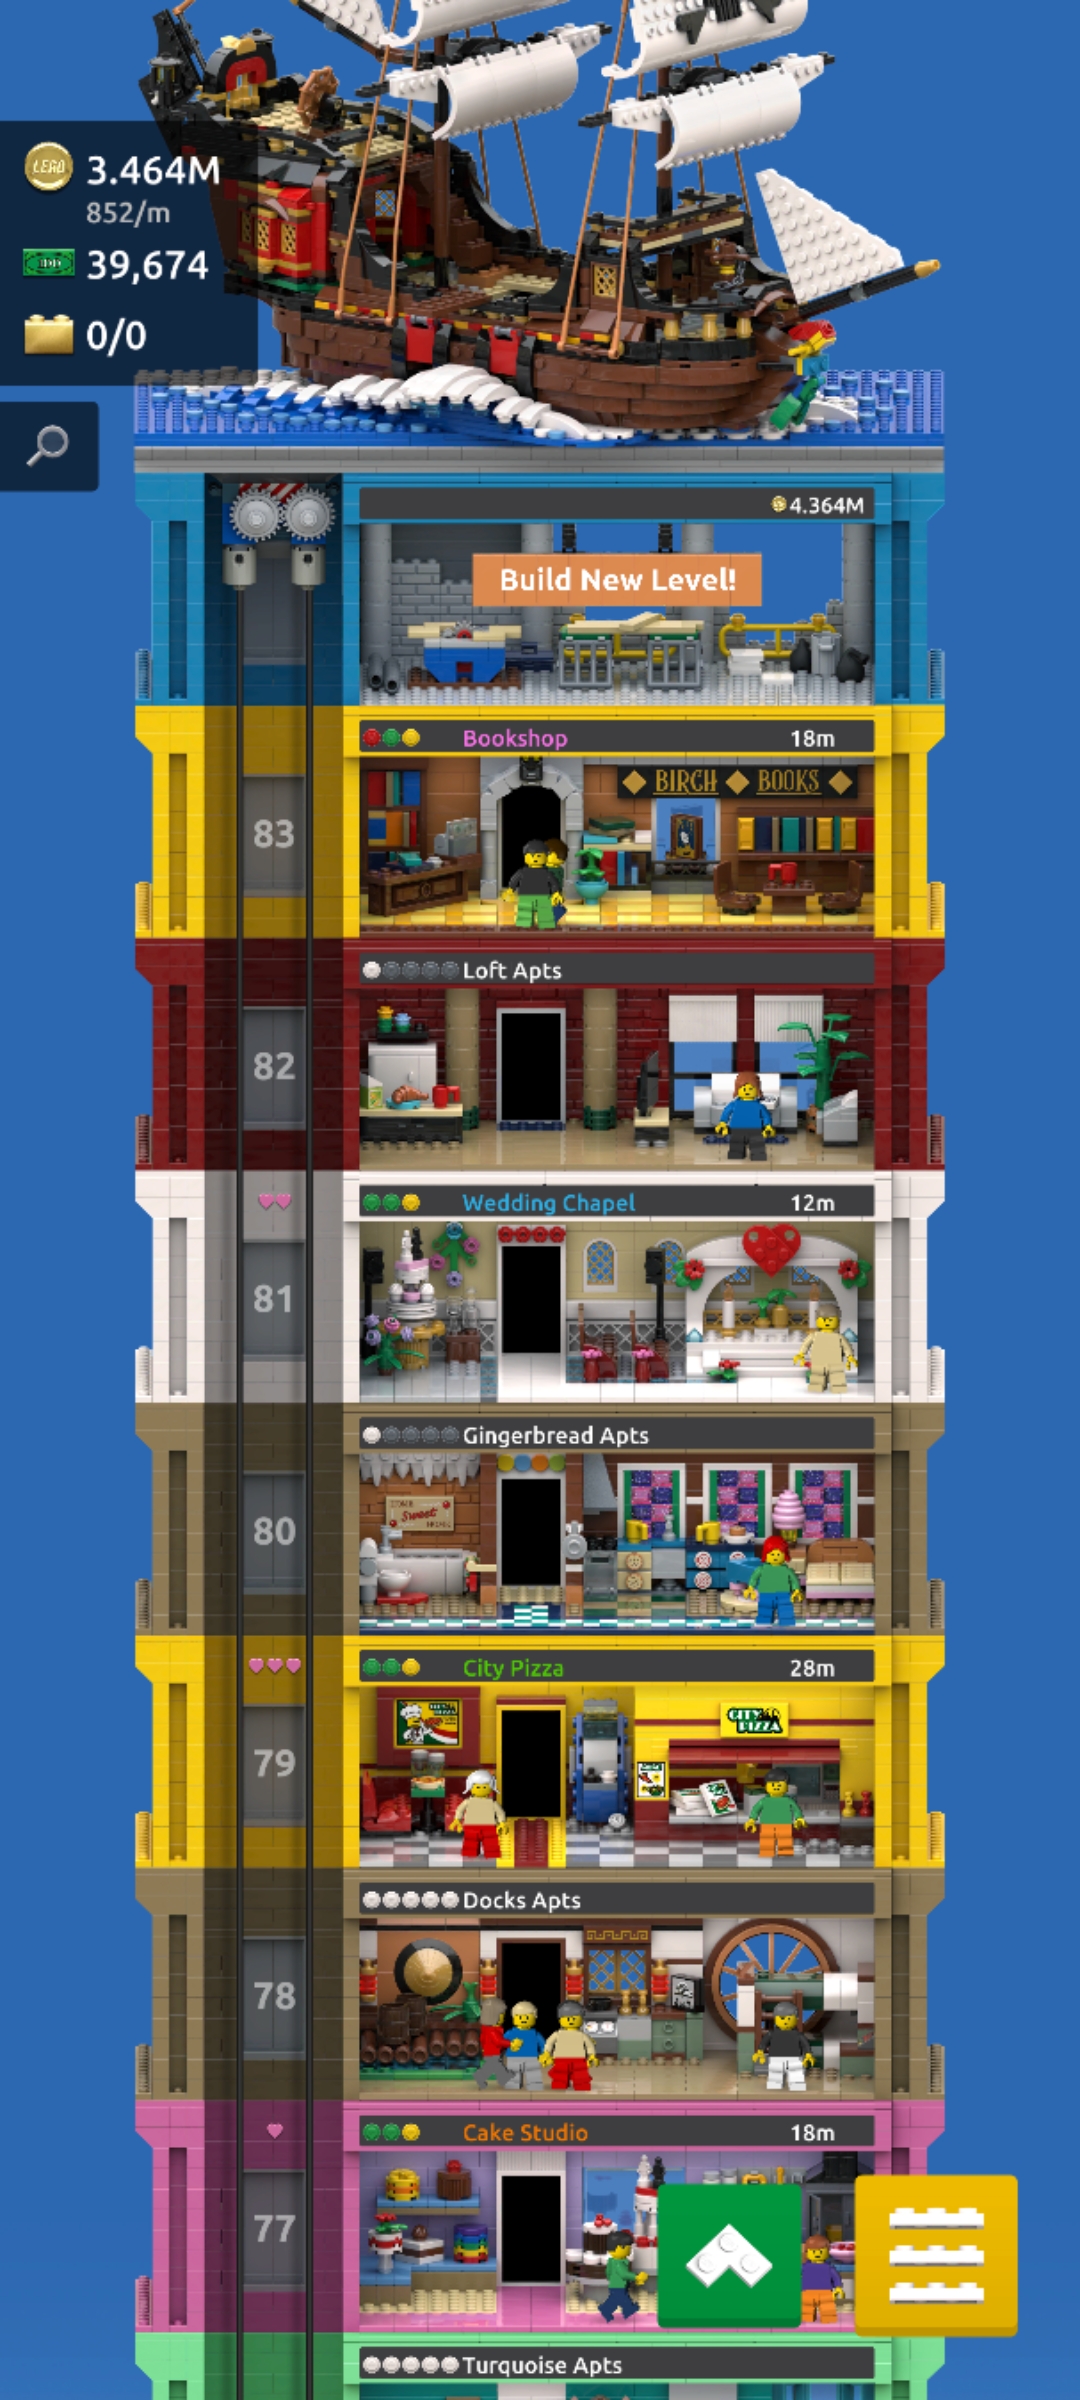 LEGO
3.464M
852/m
39,674
0/0
4.364M
Build New Level!
Bookshop 18m
BIRCH BOOKS
83
Loft Apts
82
Wedding Chapel 12m
81
Gingerbread Apts
Sweet
80
City Pizza 28m
CITY
PIZZA
79
Docks Apts
78
Cake Studio 18m
77
Turquoise Apts